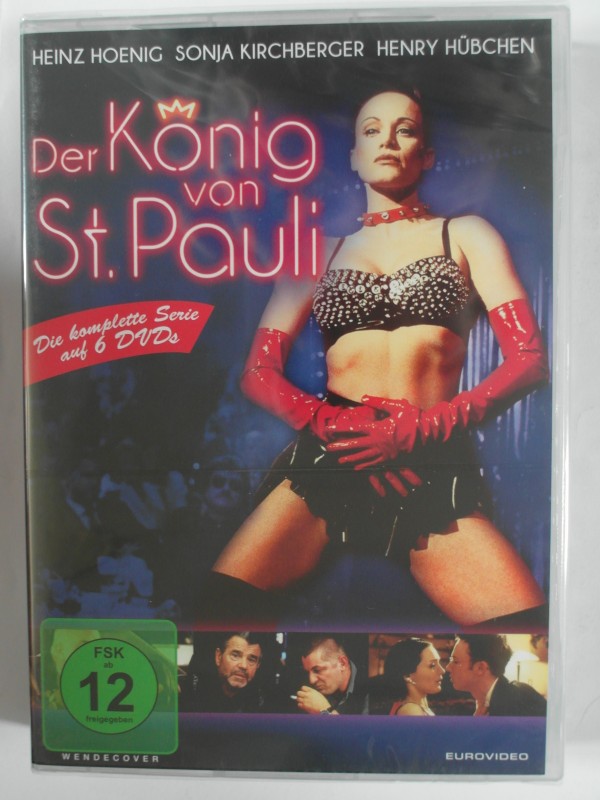 HEINZ HOENIG SONJA KIRCHBERGER HENRY HÜBCHEN
Der König
von
St. Pauli
Die komplette Serie
auf 6 DVDs
FSK
ab
12
freigegeben
WENDECOVER
EUROVIDEO